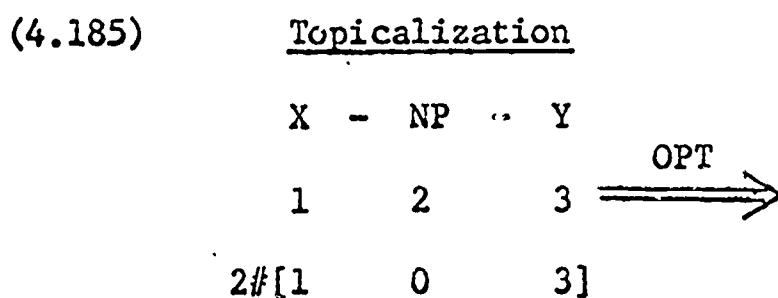 (4.185) Topicalization
X - NP - Y
OPT
1 2 3
2#[1 0 3]